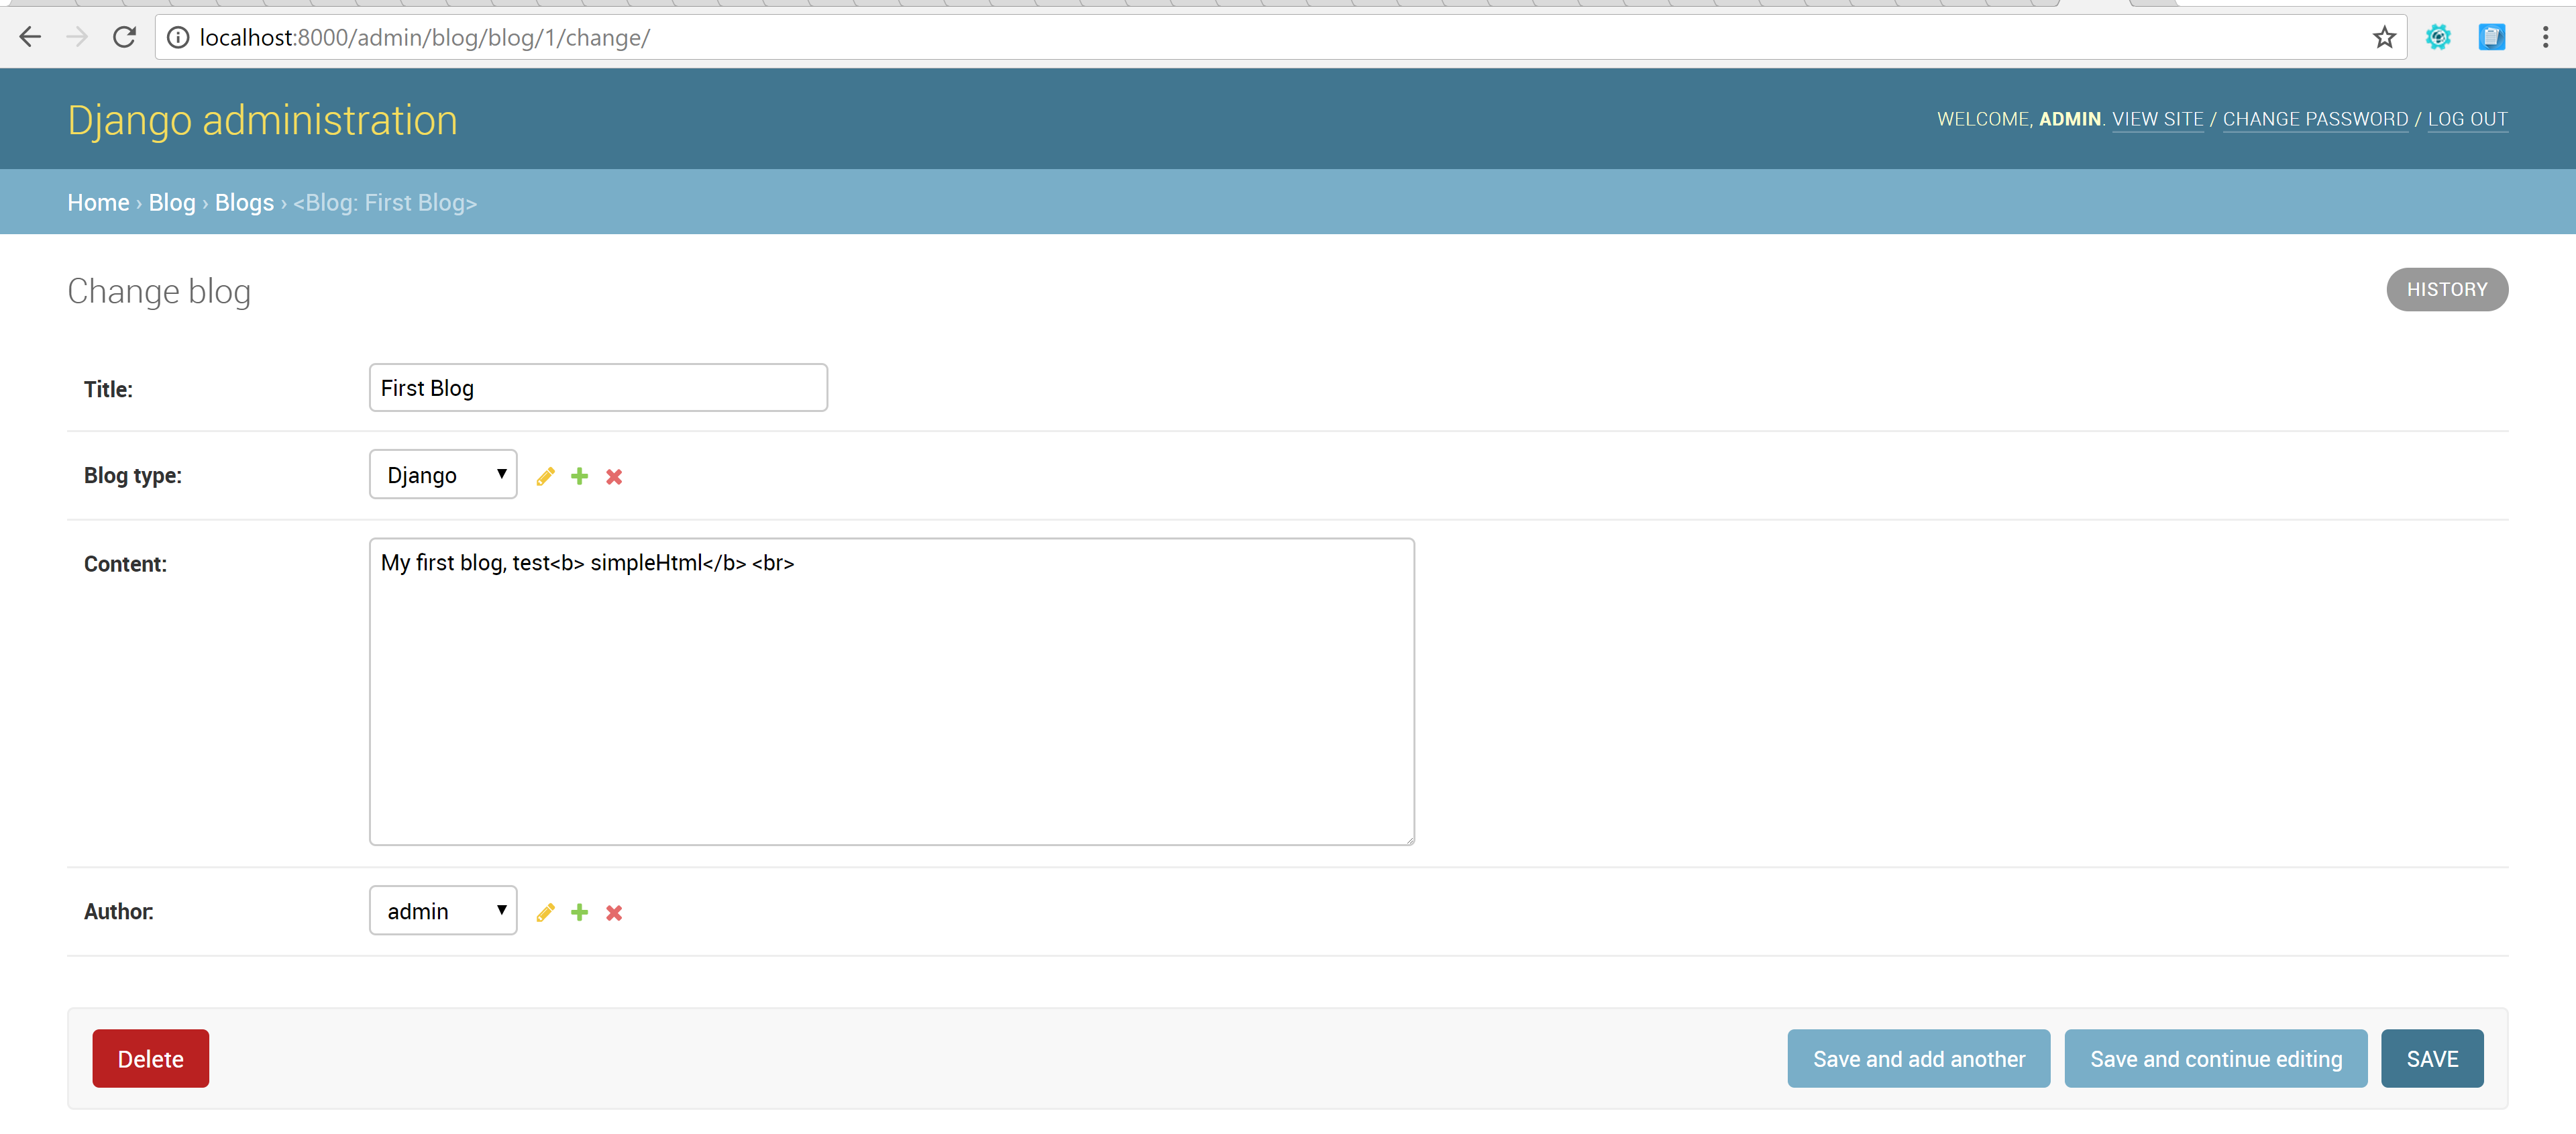 localhost:8000/admin/blog/blog/1/change/
Django administration
WELCOME, ADMIN. VIEW SITE / CHANGE PASSWORD / LOG OUT
Home › Blog › Blogs › <Blog: First Blog>
Change blog
HISTORY
Title:
First Blog
Blog type:
Django
Content:
My first blog, test<b> simpleHtml</b> <br>
Author:
admin
Delete
Save and add another
Save and continue editing
SAVE